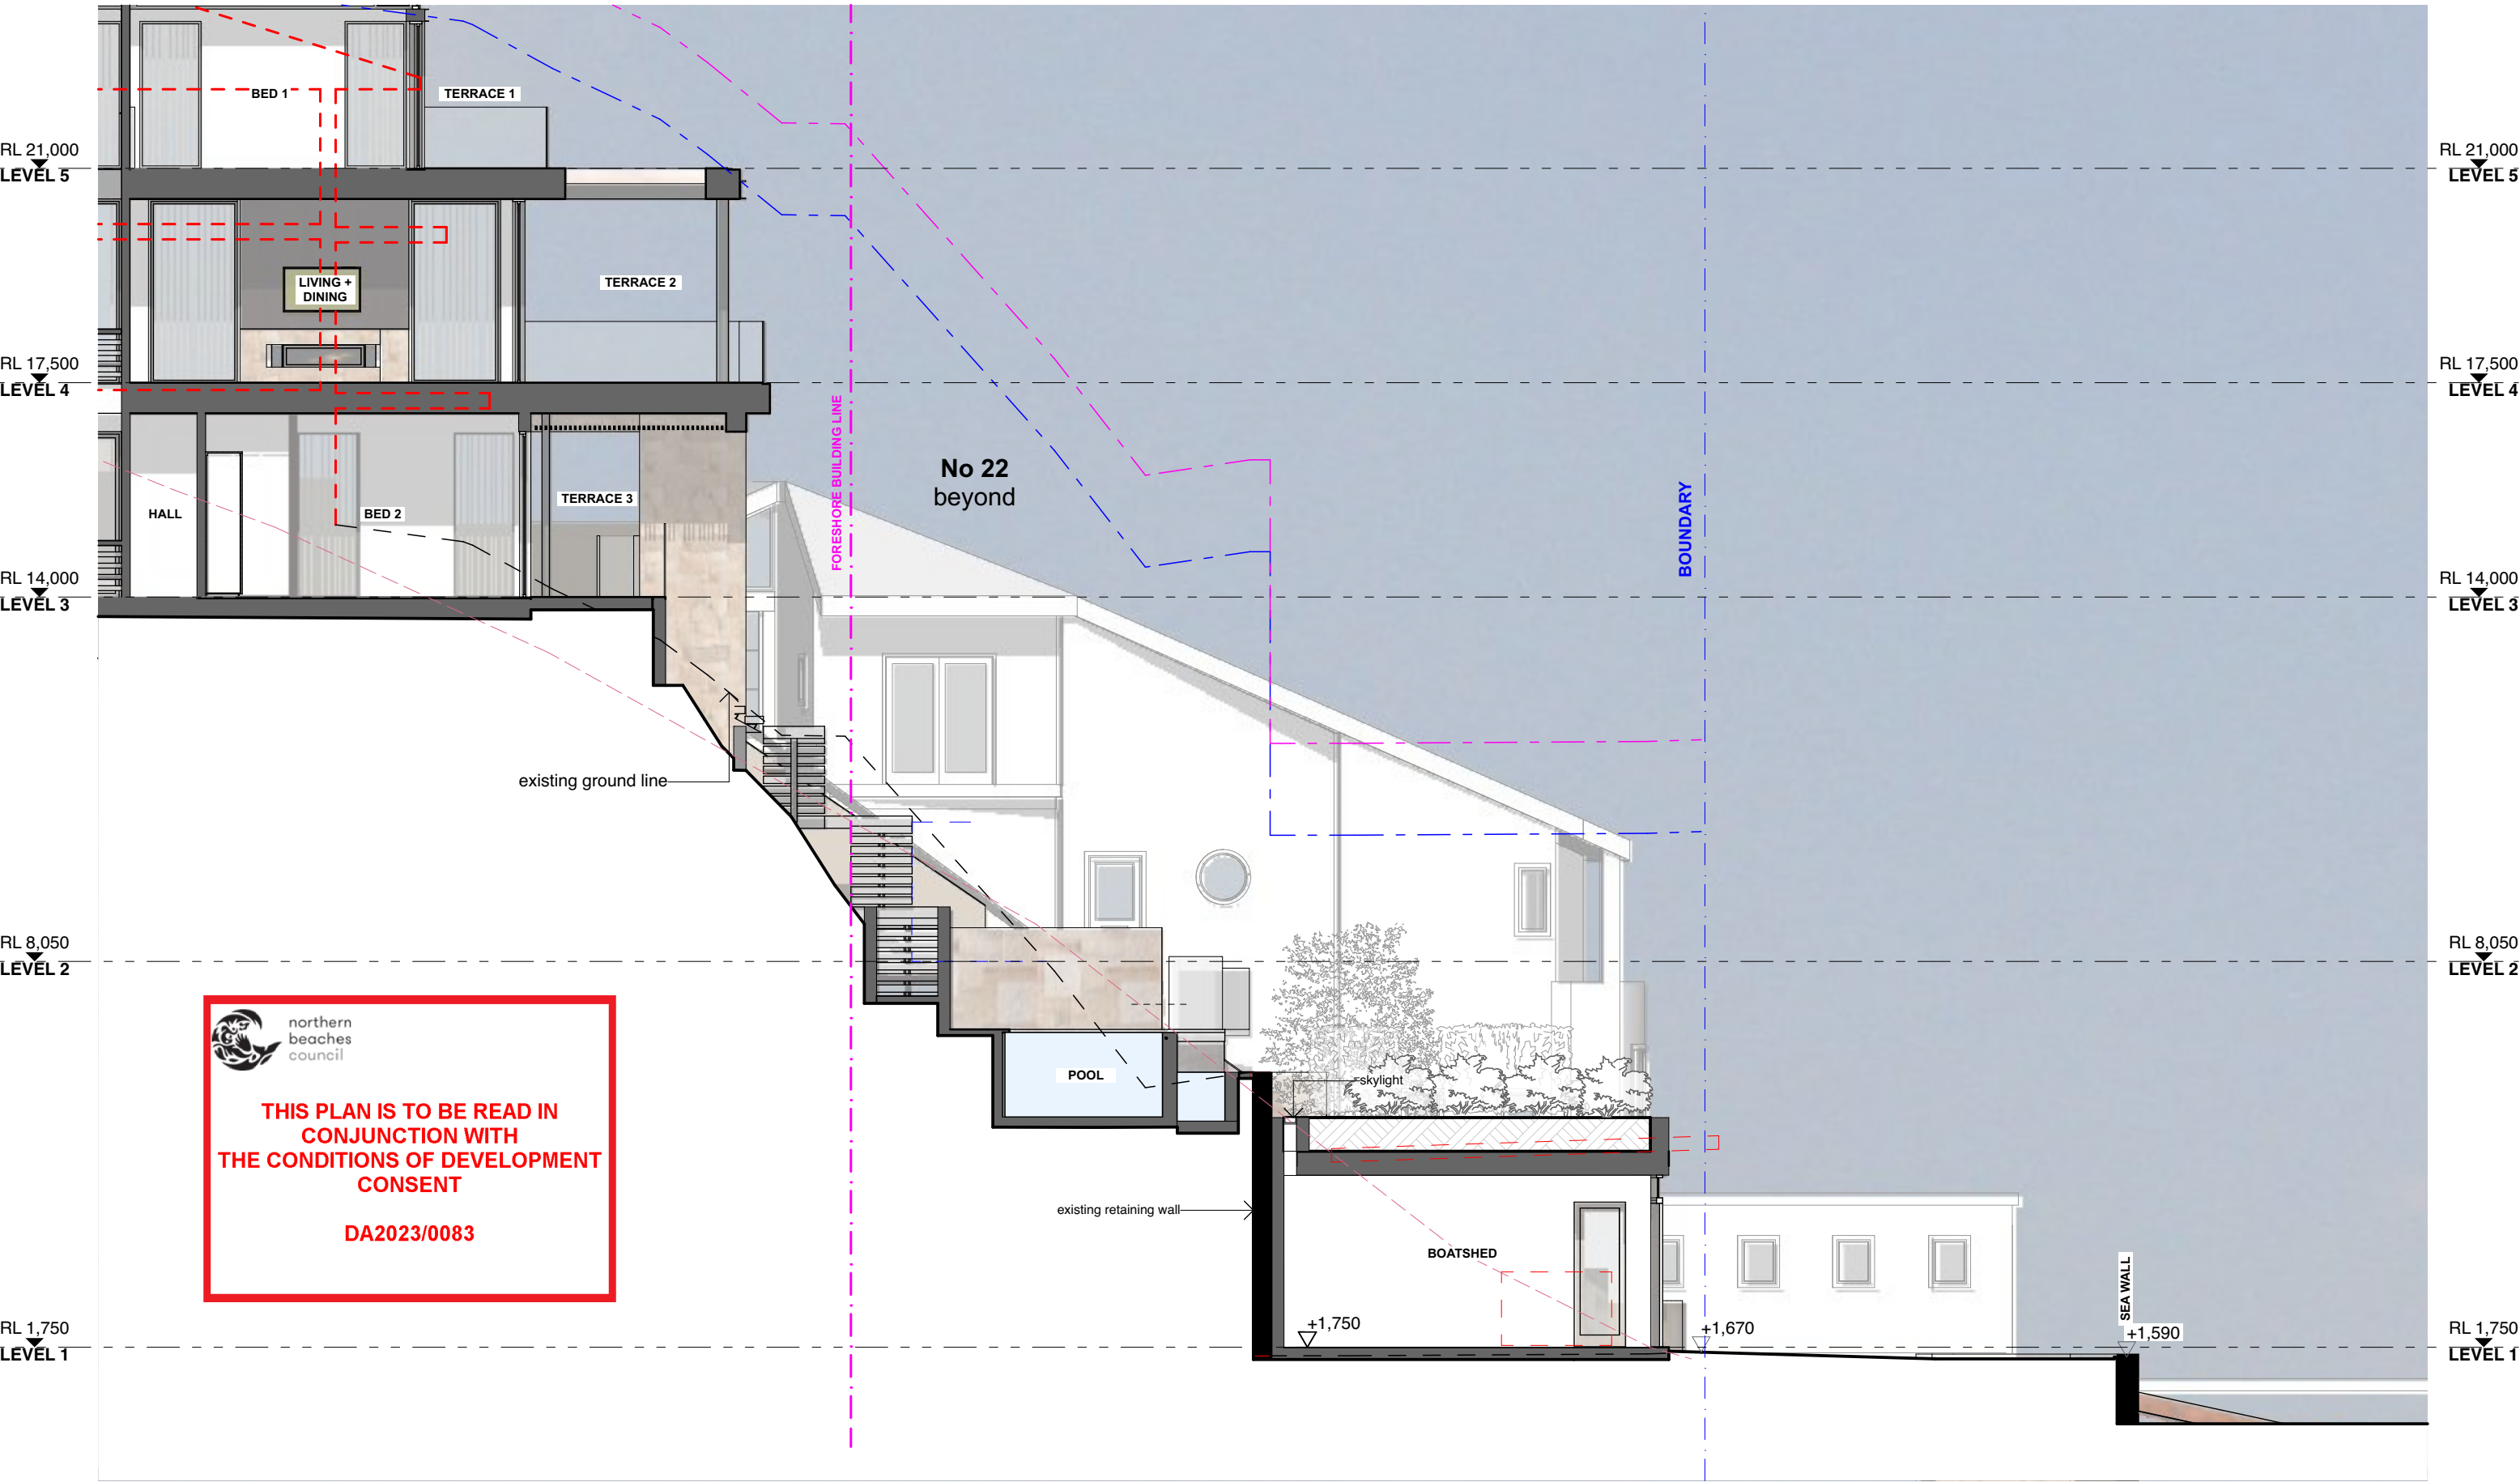 BED 1
TERRACE 1
RL 21,000
LEVEL 5
RL 21,000
LEVEL 5
LIVING +
DINING
TERRACE 2
RL 17,500
LEVEL 4
RL 17,500
LEVEL 4
FORESHORE BUILDING LINE
No 22
beyond
BOUNDARY
HALL
BED 2
TERRACE 3
RL 14,000
LEVEL 3
RL 14,000
LEVEL 3
existing ground line
RL 8,050
LEVEL 2
RL 8,050
LEVEL 2
northern
beaches
council
THIS PLAN IS TO BE READ IN
CONJUNCTION WITH
THE CONDITIONS OF DEVELOPMENT
CONSENT
DA2023/0083
POOL
skylight
existing retaining wall
BOATSHED
SEA WALL
RL 1,750
LEVEL 1
+1,750
+1,670
+1,590
RL 1,750
LEVEL 1